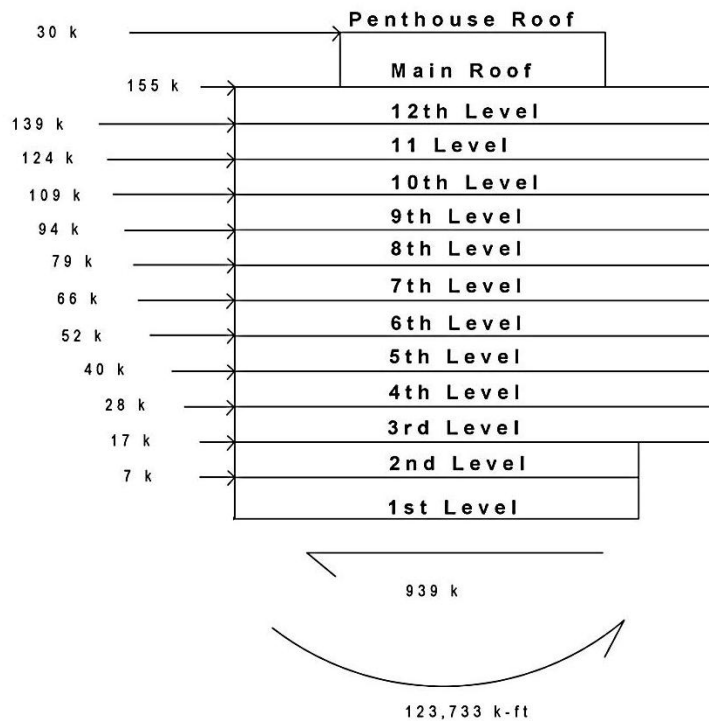 Penthouse Roof
30 k
Main Roof
155 k
12th Level
139 k
11 Level
124 k
10th Level
109 k
9th Level
94 k
8th Level
79 k
7th Level
66 k
6th Level
52 k
5th Level
40 k
4th Level
28 k
3rd Level
17 k
2nd Level
7 k
1st Level
939 k
123,733 k-ft